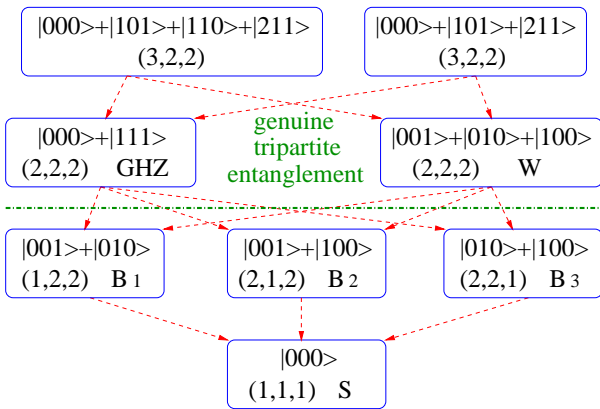 |000>+|101>+|110>+|211>
(3,2,2)
|000>+|101>+|211>
(3,2,2)
|000>+|111>
(2,2,2) GHZ
genuine
tripartite
entanglement
|001>+|010>+|100>
(2,2,2) W
|001>+|010>
(1,2,2) B1
|001>+|100>
(2,1,2) B2
|010>+|100>
(2,2,1) B3
|000>
(1,1,1) S